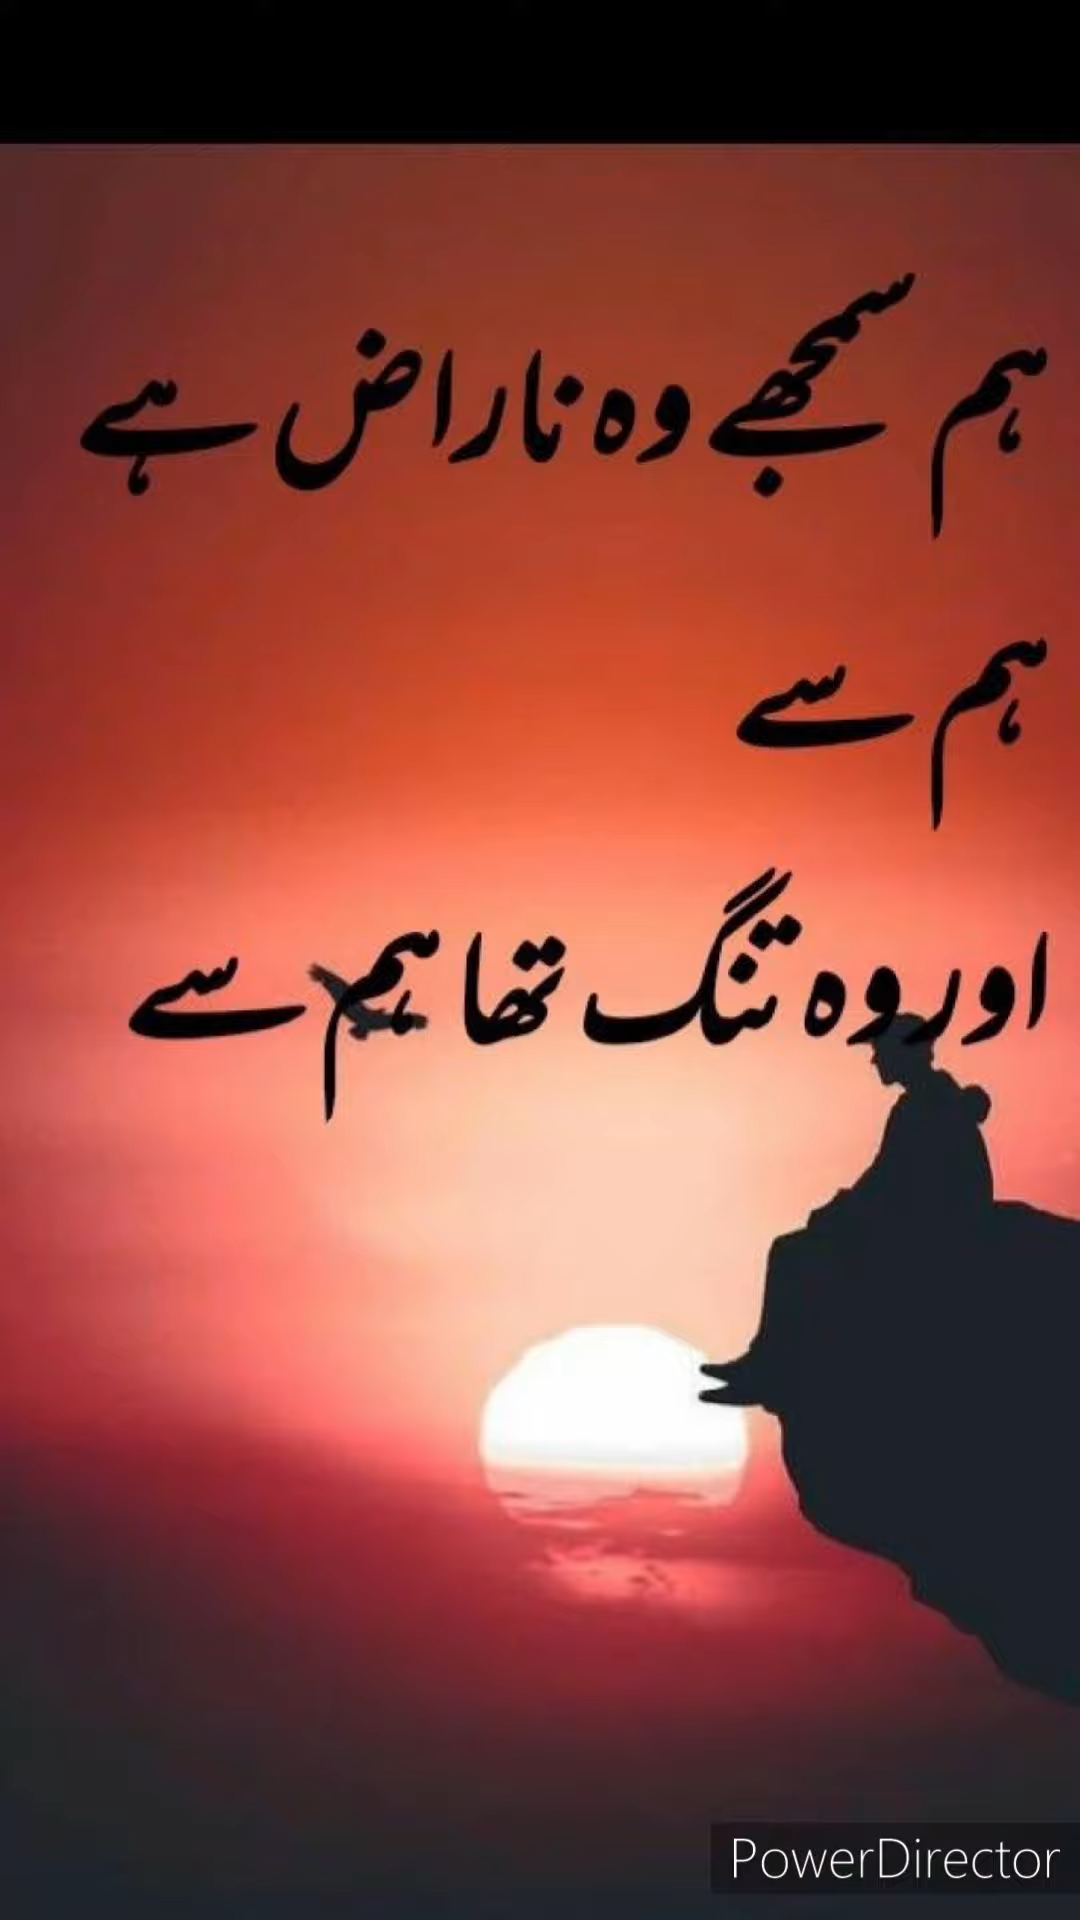 ہم سمجھے وہ ناراض ہے
ہم سے
اور وہ تنگ تھا ہم سے
PowerDirector